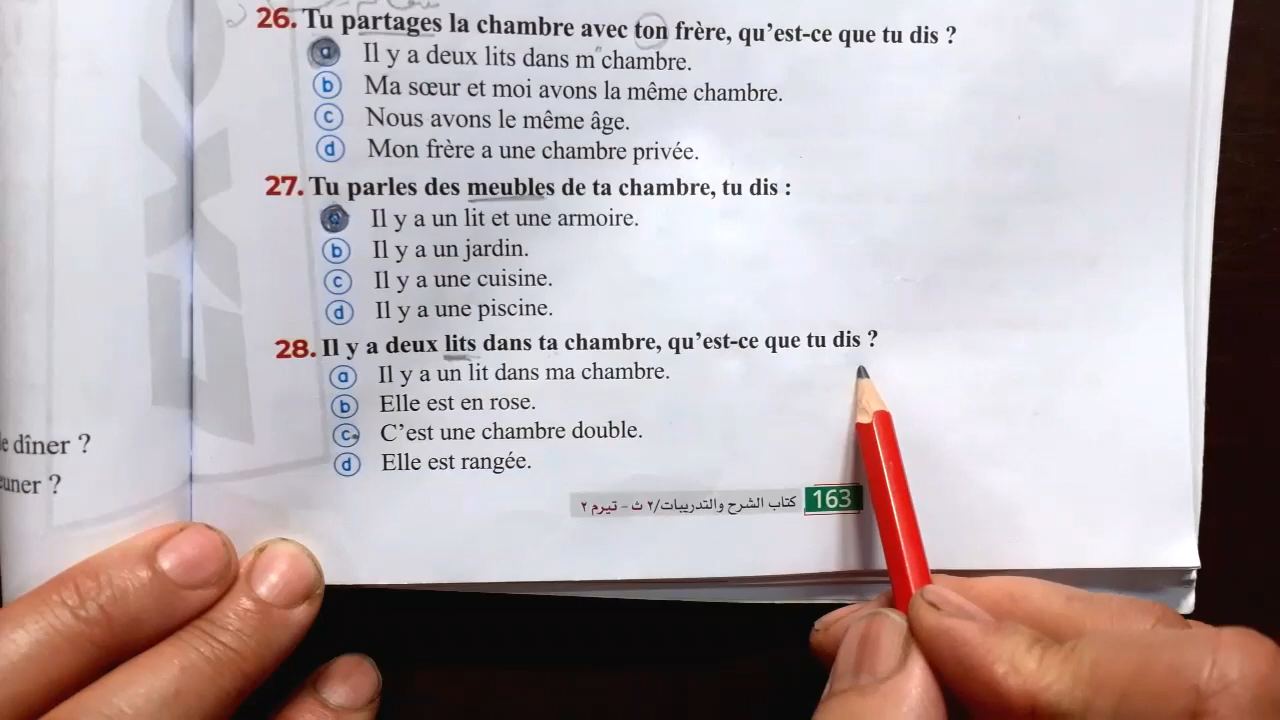 26. Tu partages la chambre avec ton frère, qu'est-ce que tu dis ?
a Il y a deux lits dans m chambre.
b Ma sœur et moi avons la même chambre.
c Nous avons le même âge.
d Mon frère a une chambre privée.
27. Tu parles des meubles de ta chambre, tu dis :
Il y a un lit et une armoire.
b Il y a un jardin.
c Il y a une cuisine.
d Il y a une piscine.
28. Il y a deux lits dans ta chambre, qu'est-ce que tu dis ?
a Il y a un lit dans ma chambre.
b Elle est en rose.
c C'est une chambre double.
d Elle est rangée.
dîner ?
uner ?
كتاب الشرح والتدريبات/٢ ث - تيرم ٢
163